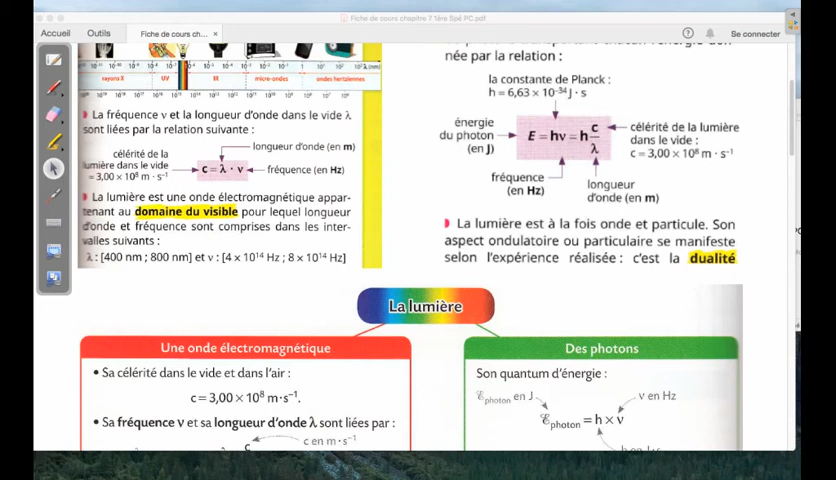 Fiche de cours chapitre 7 1ère Spé PC.pdf
Accueil
Outils
Fiche de cours chapi...
×
Se connecter
rayons X
UV
IR
micro-ondes
ondes hertziennes
La fréquence ν et la longueur d'onde dans le vide λ
sont liées par la relation suivante :
longueur d'onde (en m)
célérité de la
lumière dans le vide
= 3,00 × 10⁸ m · s⁻¹
c = λ · ν
fréquence (en Hz)
La lumière est une onde électromagnétique appar-
tenant au domaine du visible pour lequel longueur
d'onde et fréquence sont comprises dans les inter-
valles suivants :
λ : [400 nm ; 800 nm] et ν : [4 x 10¹⁴ Hz ; 8 x 10¹⁴ Hz]
née par la relation :
la constante de Planck :
h = 6,63 × 10⁻³⁴ J · s
énergie
du photon
(en J)
E = hν = h c/λ
célérité de la lumière
dans le vide :
c = 3,00 × 10⁸ m · s⁻¹
fréquence
(en Hz)
longueur
d'onde (en m)
La lumière est à la fois onde et particule. Son
aspect ondulatoire ou particulaire se manifeste
selon l'expérience réalisée : c'est la dualité
La lumière
Une onde électromagnétique
• Sa célérité dans le vide et dans l'air :
c = 3,00 × 10⁸ m·s⁻¹.
• Sa fréquence ν et sa longueur d'onde λ sont liées par :
c
c en m·s⁻¹
Des photons
Son quantum d'énergie :
ℰphoton en J
ν en Hz
ℰphoton = h × ν